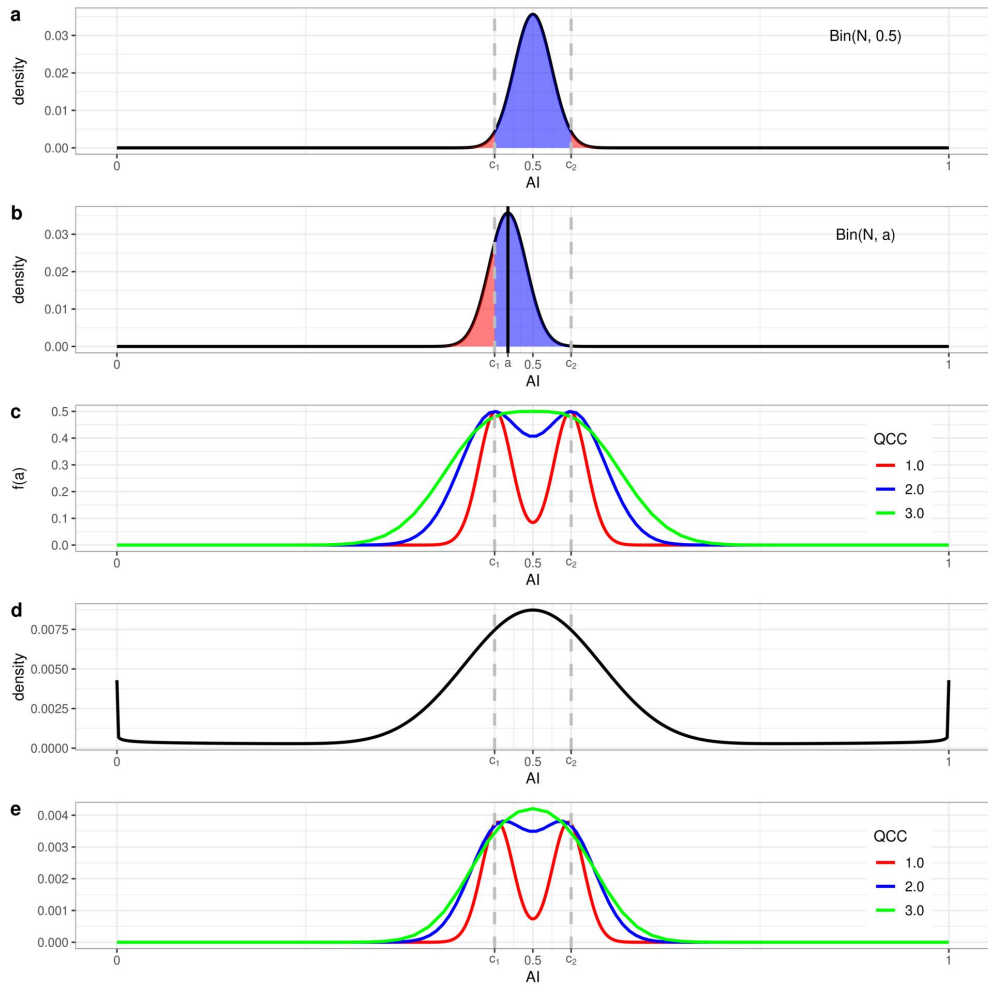 a
density
0.03
0.02
0.01
0.00
Bin(N, 0.5)
0 c₁ 0.5 c₂ 1
AI
b
density
0.03
0.02
0.01
0.00
Bin(N, a)
0 c₁ a 0.5 c₂ 1
AI
c
f(a)
0.5
0.4
0.3
0.2
0.1
0.0
QCC
1.0
2.0
3.0
0 c₁ 0.5 c₂ 1
AI
d
density
0.0075
0.0050
0.0025
0.0000
0 c₁ 0.5 c₂ 1
AI
e
0.004
0.003
0.002
0.001
0.000
QCC
1.0
2.0
3.0
0 c₁ 0.5 c₂ 1
AI